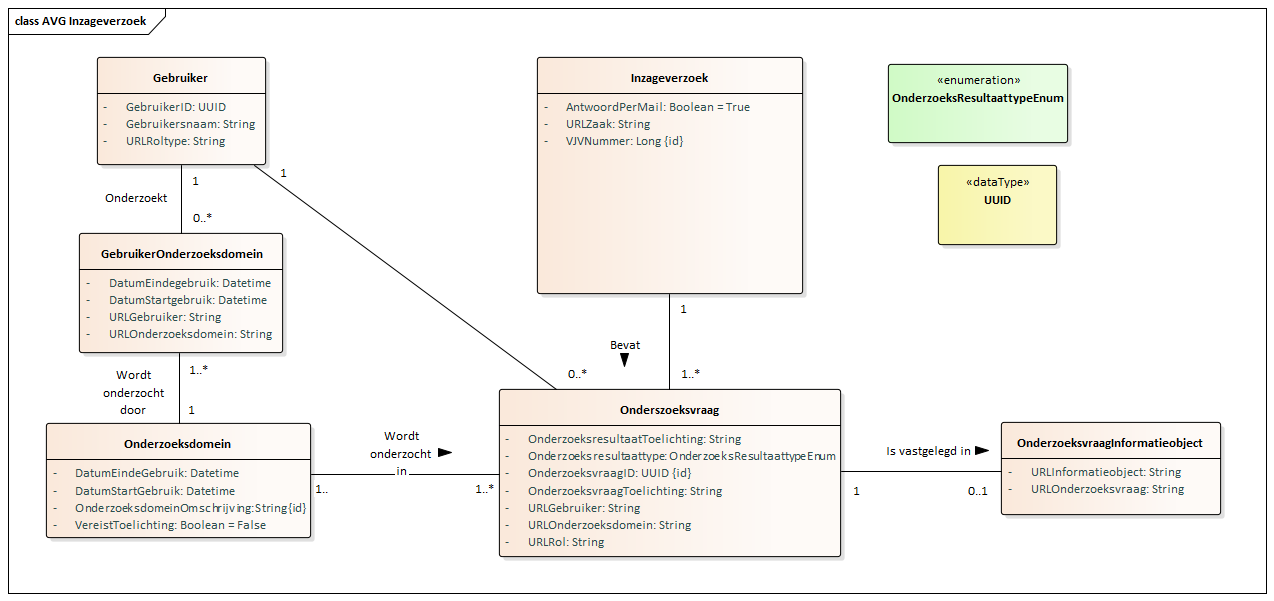 class AVG Inzageverzoek
Gebruiker
- GebruikerID: UUID
- Gebruikersnaam: String
- URLRoltype: String
Inzageverzoek
- AntwoordPerMail: Boolean = True
- URLZaak: String
- VJVNummer: Long {id}
«enumeration»
OnderzoeksResultaattypeEnum
«dataType»
UUID
1
1
Onderzoekt
0..*
GebruikerOnderzoeksdomein
- DatumEindegebruik: Datetime
- DatumStartgebruik: Datetime
- URLGebruiker: String
- URLOnderzoeksdomein: String
1
Bevat
0..*
1..*
1..*
Wordt
onderzocht
door
1
Onderzoeksdomein
- DatumEindeGebruik: Datetime
- DatumStartGebruik: Datetime
- OnderzoeksdomeinOmschrijving:String{id}
- VereistToelichting: Boolean = False
Wordt
onderzocht
in
1..
1..*
Onderszoeksvraag
- OnderzoeksresultaatToelichting: String
- Onderzoeksresultaattype: OnderzoeksResultaattypeEnum
- OnderzoeksvraagID: UUID {id}
- OnderzoeksvraagToelichting: String
- URLGebruiker: String
- URLOnderzoeksdomein: String
- URLRol: String
Is vastgelegd in
1
0..1
OnderzoeksvraagInformatieobject
- URLInformatieobject: String
- URLOnderzoeksvraag: String